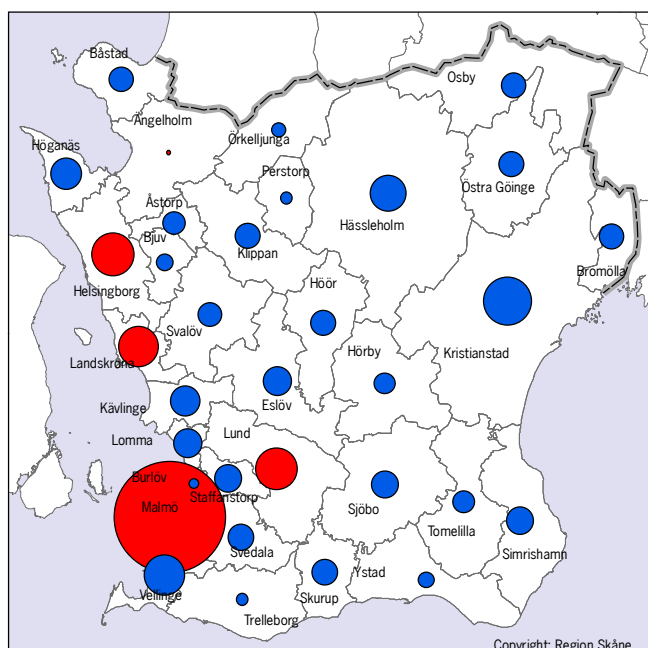 Båstad
Osby
Ängelholm
Örkelljunga
Höganäs
Perstorp
Östra Göinge
Åstorp
Hässleholm
Bjuv
Klippan
Bromölla
Helsingborg
Höör
Svalöv
Hörby
Kristianstad
Landskrona
Eslöv
Kävlinge
Lund
Lomma
Burlöv
Staffanstorp
Malmö
Sjöbo
Tomelilla
Svedala
Simrishamn
Ystad
Vellinge
Skurup
Trelleborg
Copyright: Region Skåne